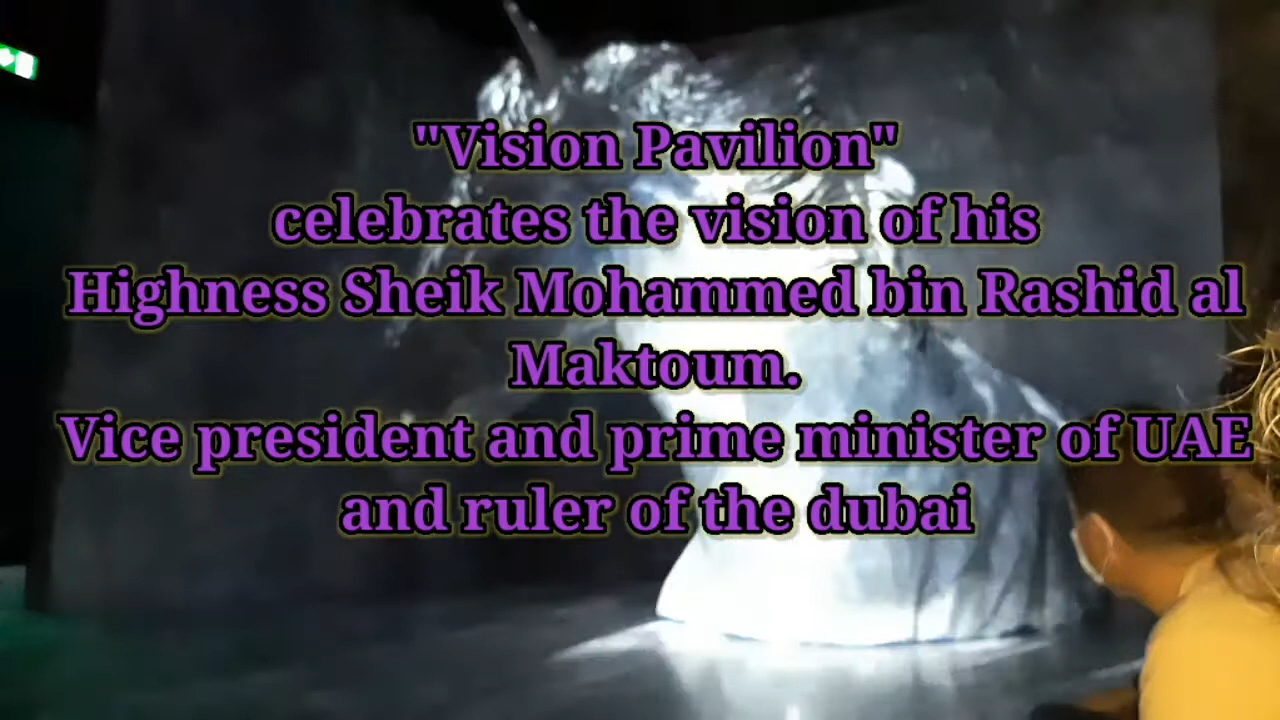 "Vision Pavilion"
celebrates the vision of his
Highness Sheik Mohammed bin Rashid al
Maktoum.
Vice president and prime minister of UAE
and ruler of the dubai